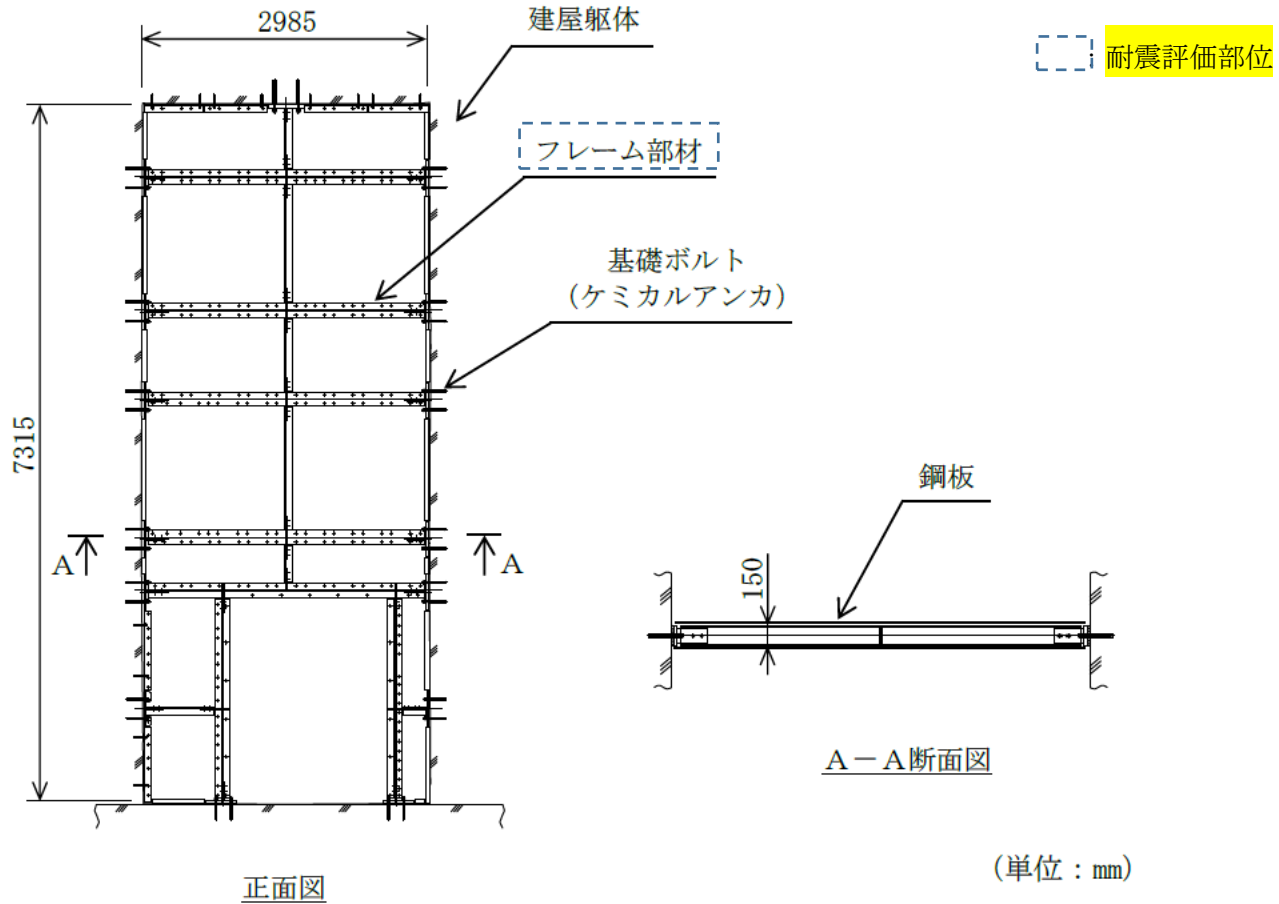 2985
建屋躯体
耐震評価部位
フレーム部材
基礎ボルト
(ケミカルアンカ)
7315
A
A
鋼板
150
A-A断面図
正面図
(単位:mm)